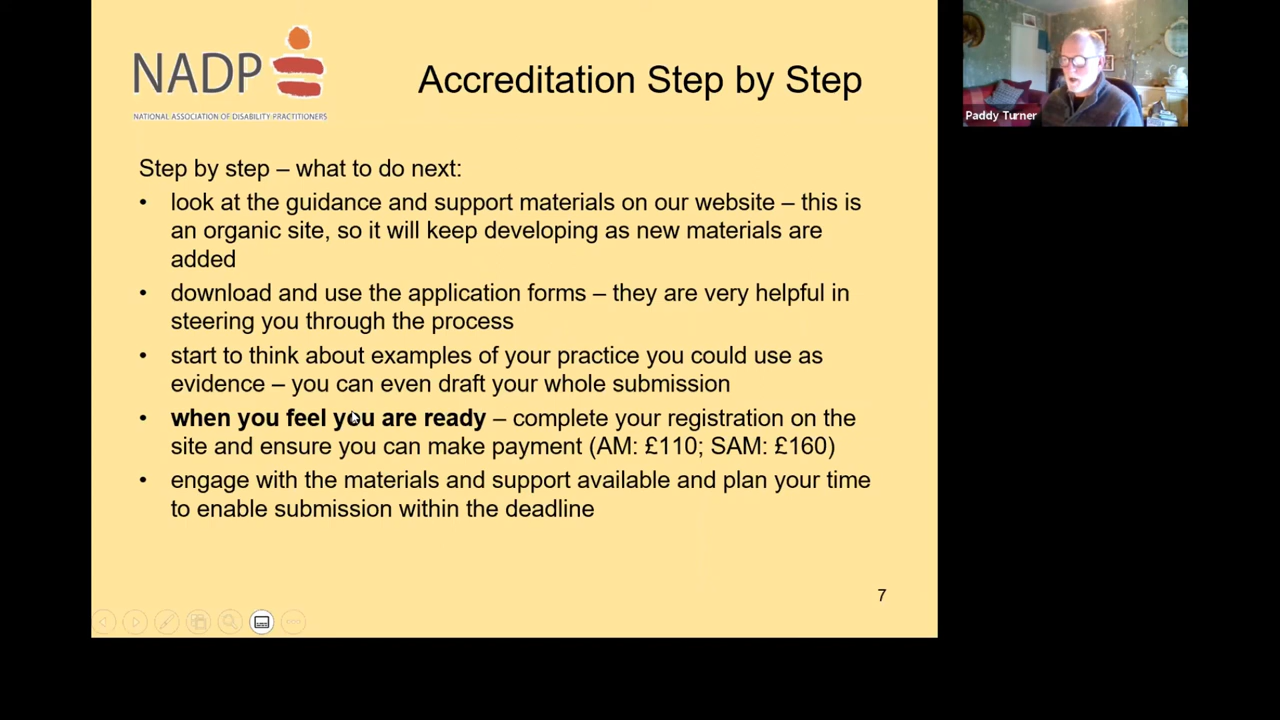 NADP
NATIONAL ASSOCIATION OF DISABILITY PRACTITIONERS
Accreditation Step by Step
Paddy Turner
Step by step – what to do next:
• look at the guidance and support materials on our website – this is
an organic site, so it will keep developing as new materials are
added
• download and use the application forms – they are very helpful in
steering you through the process
• start to think about examples of your practice you could use as
evidence – you can even draft your whole submission
• when you feel you are ready – complete your registration on the
site and ensure you can make payment (AM: £110; SAM: £160)
• engage with the materials and support available and plan your time
to enable submission within the deadline
7